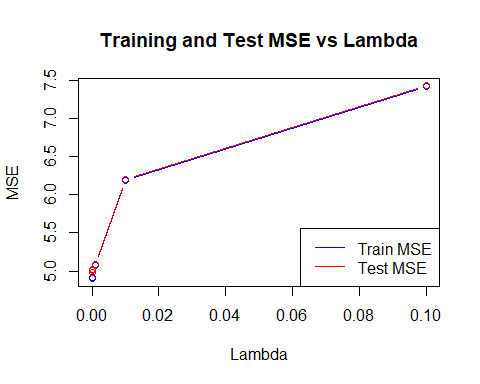 Training and Test MSE vs Lambda
7.5
7.0
6.5
6.0
5.5
5.0
MSE
0.00 0.02 0.04 0.06 0.08 0.10
Lambda
Train MSE
Test MSE